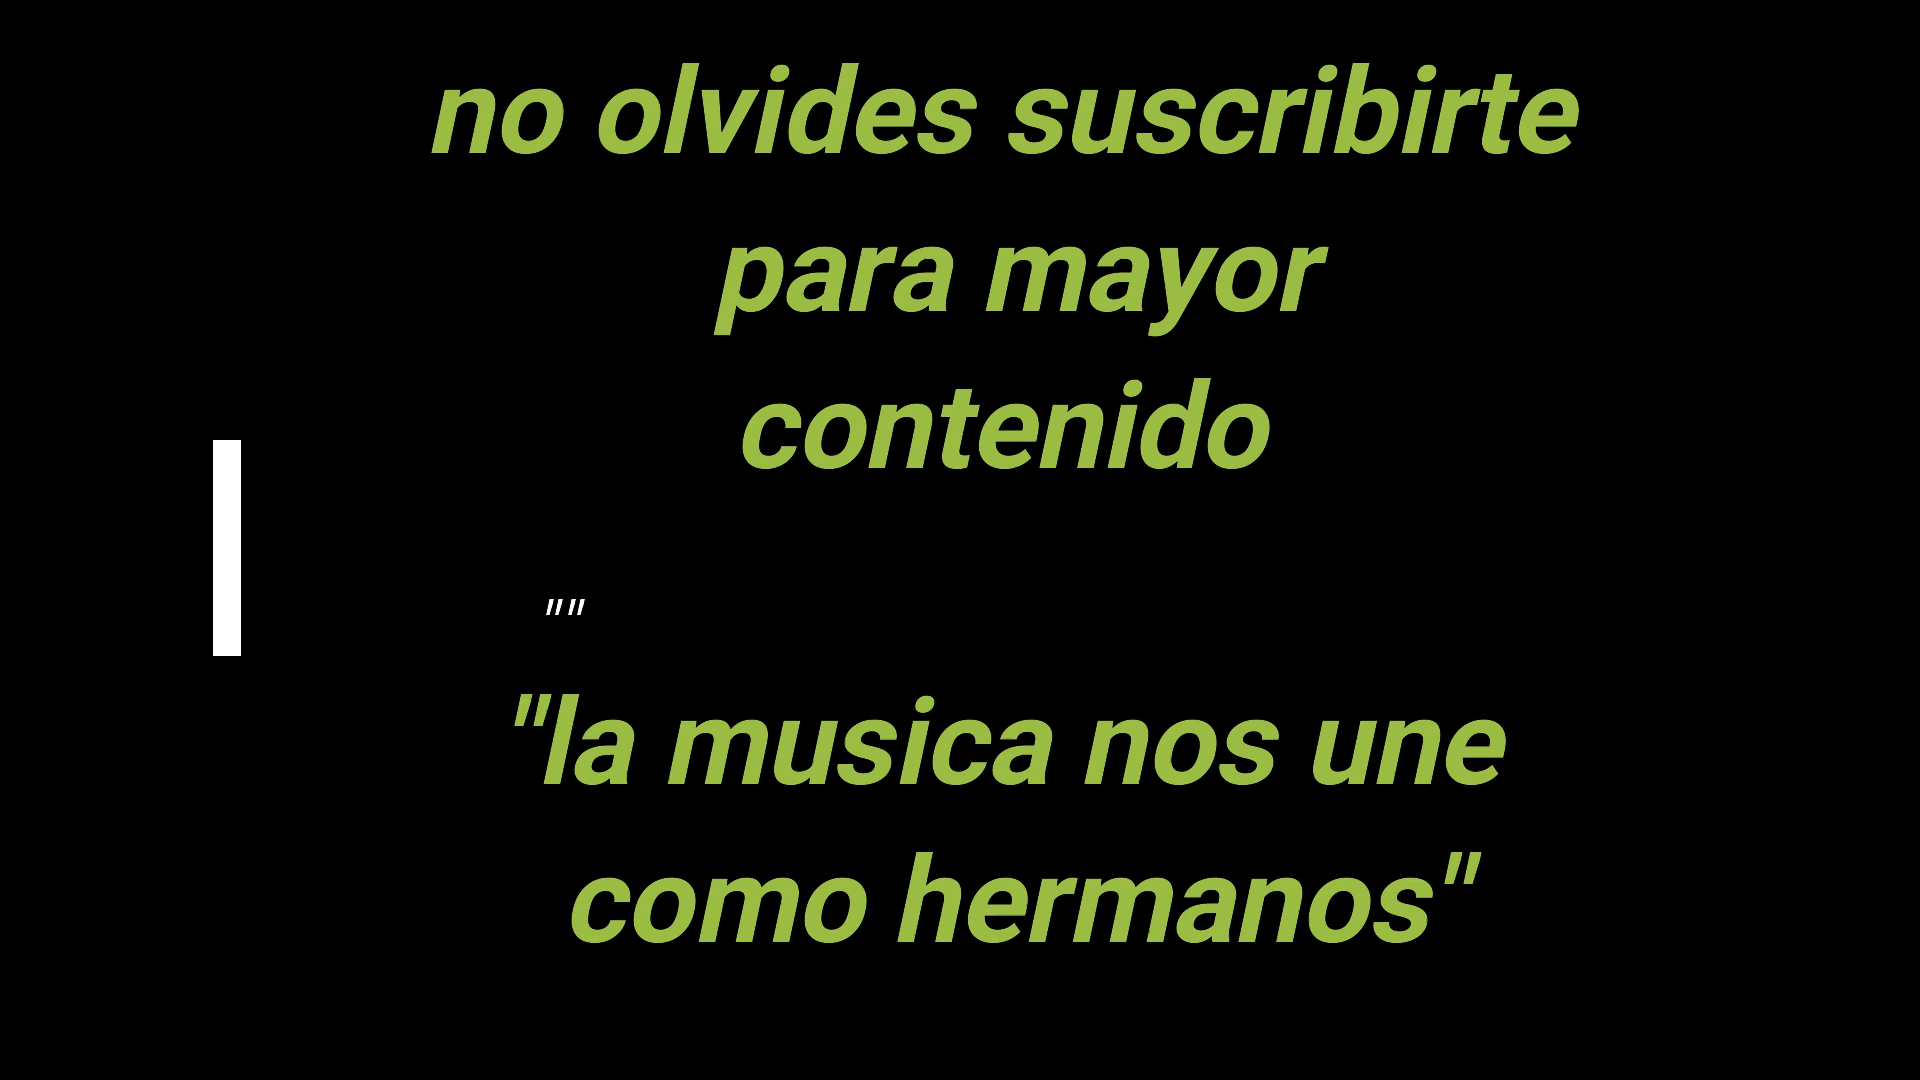 no olvides suscribirte
para mayor
contenido
""
"la musica nos une
como hermanos"